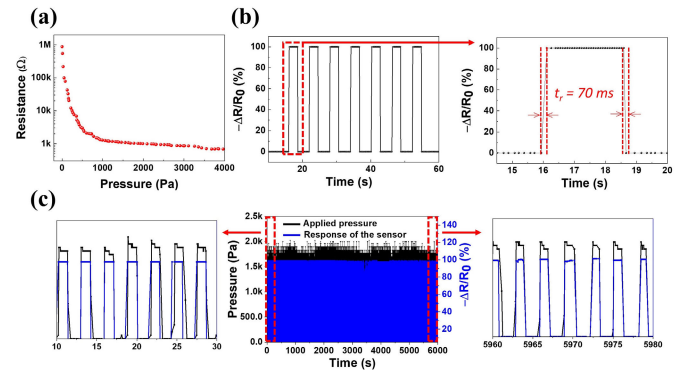 (a)
1M
100k
10k
1k
Resistance (Ω)
0 1000 2000 3000 4000
Pressure (Pa)
(b)
100
80
60
40
20
0
−ΔR/R0 (%)
20 40 60
Time (s)
100
80
60
40
20
0
−ΔR/R0 (%)
tr = 70 ms
15 16 17 18 19 20
Time (s)
(c)
10 15 20 25 30
2.5k
2.0k
1.5k
1.0k
500.0
0.0
Pressure (Pa)
Applied pressure
Response of the sensor
140
120
100
80
60
40
20
−ΔR/R0 (%)
0 1000 2000 3000 4000 5000 6000
Time (s)
5960 5965 5970 5975 5980